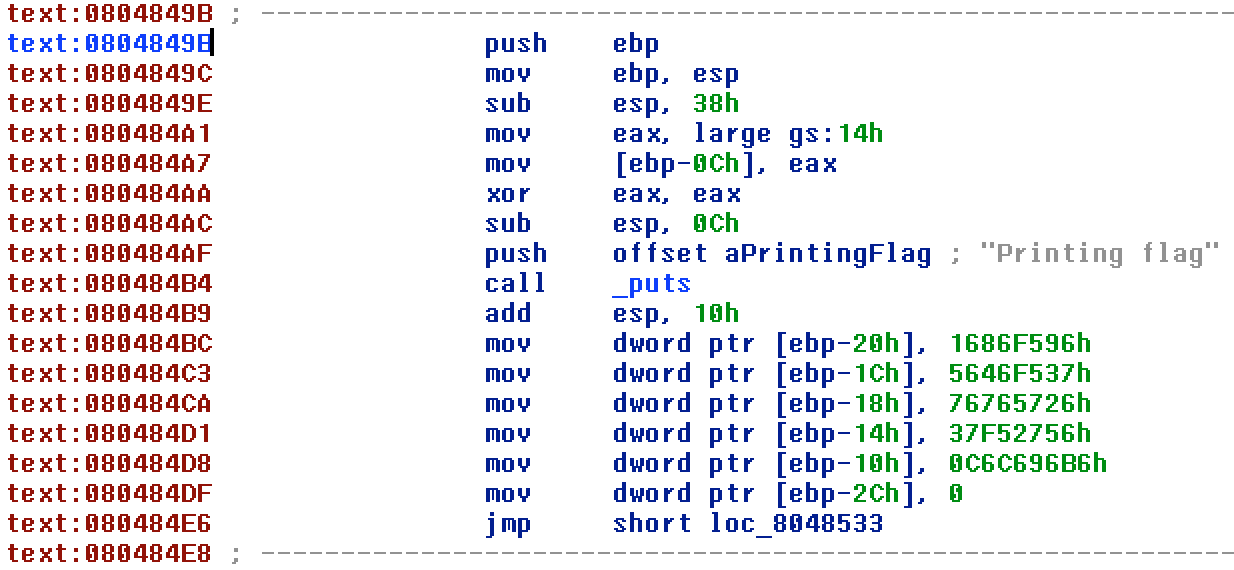 text:0804849B ; ----------------------------------------------------------------
text:0804849B push ebp
text:0804849C mov ebp, esp
text:0804849E sub esp, 38h
text:080484A1 mov eax, large gs:14h
text:080484A7 mov [ebp-0Ch], eax
text:080484AA xor eax, eax
text:080484AC sub esp, 0Ch
text:080484AF push offset aPrintingFlag ; "Printing flag"
text:080484B4 call _puts
text:080484B9 add esp, 10h
text:080484BC mov dword ptr [ebp-20h], 1686F596h
text:080484C3 mov dword ptr [ebp-1Ch], 5646F537h
text:080484CA mov dword ptr [ebp-18h], 76765726h
text:080484D1 mov dword ptr [ebp-14h], 37F52756h
text:080484D8 mov dword ptr [ebp-10h], 0C6C696B6h
text:080484DF mov dword ptr [ebp-2Ch], 0
text:080484E6 jmp short loc_8048533
text:080484E8 ; ----------------------------------------------------------------